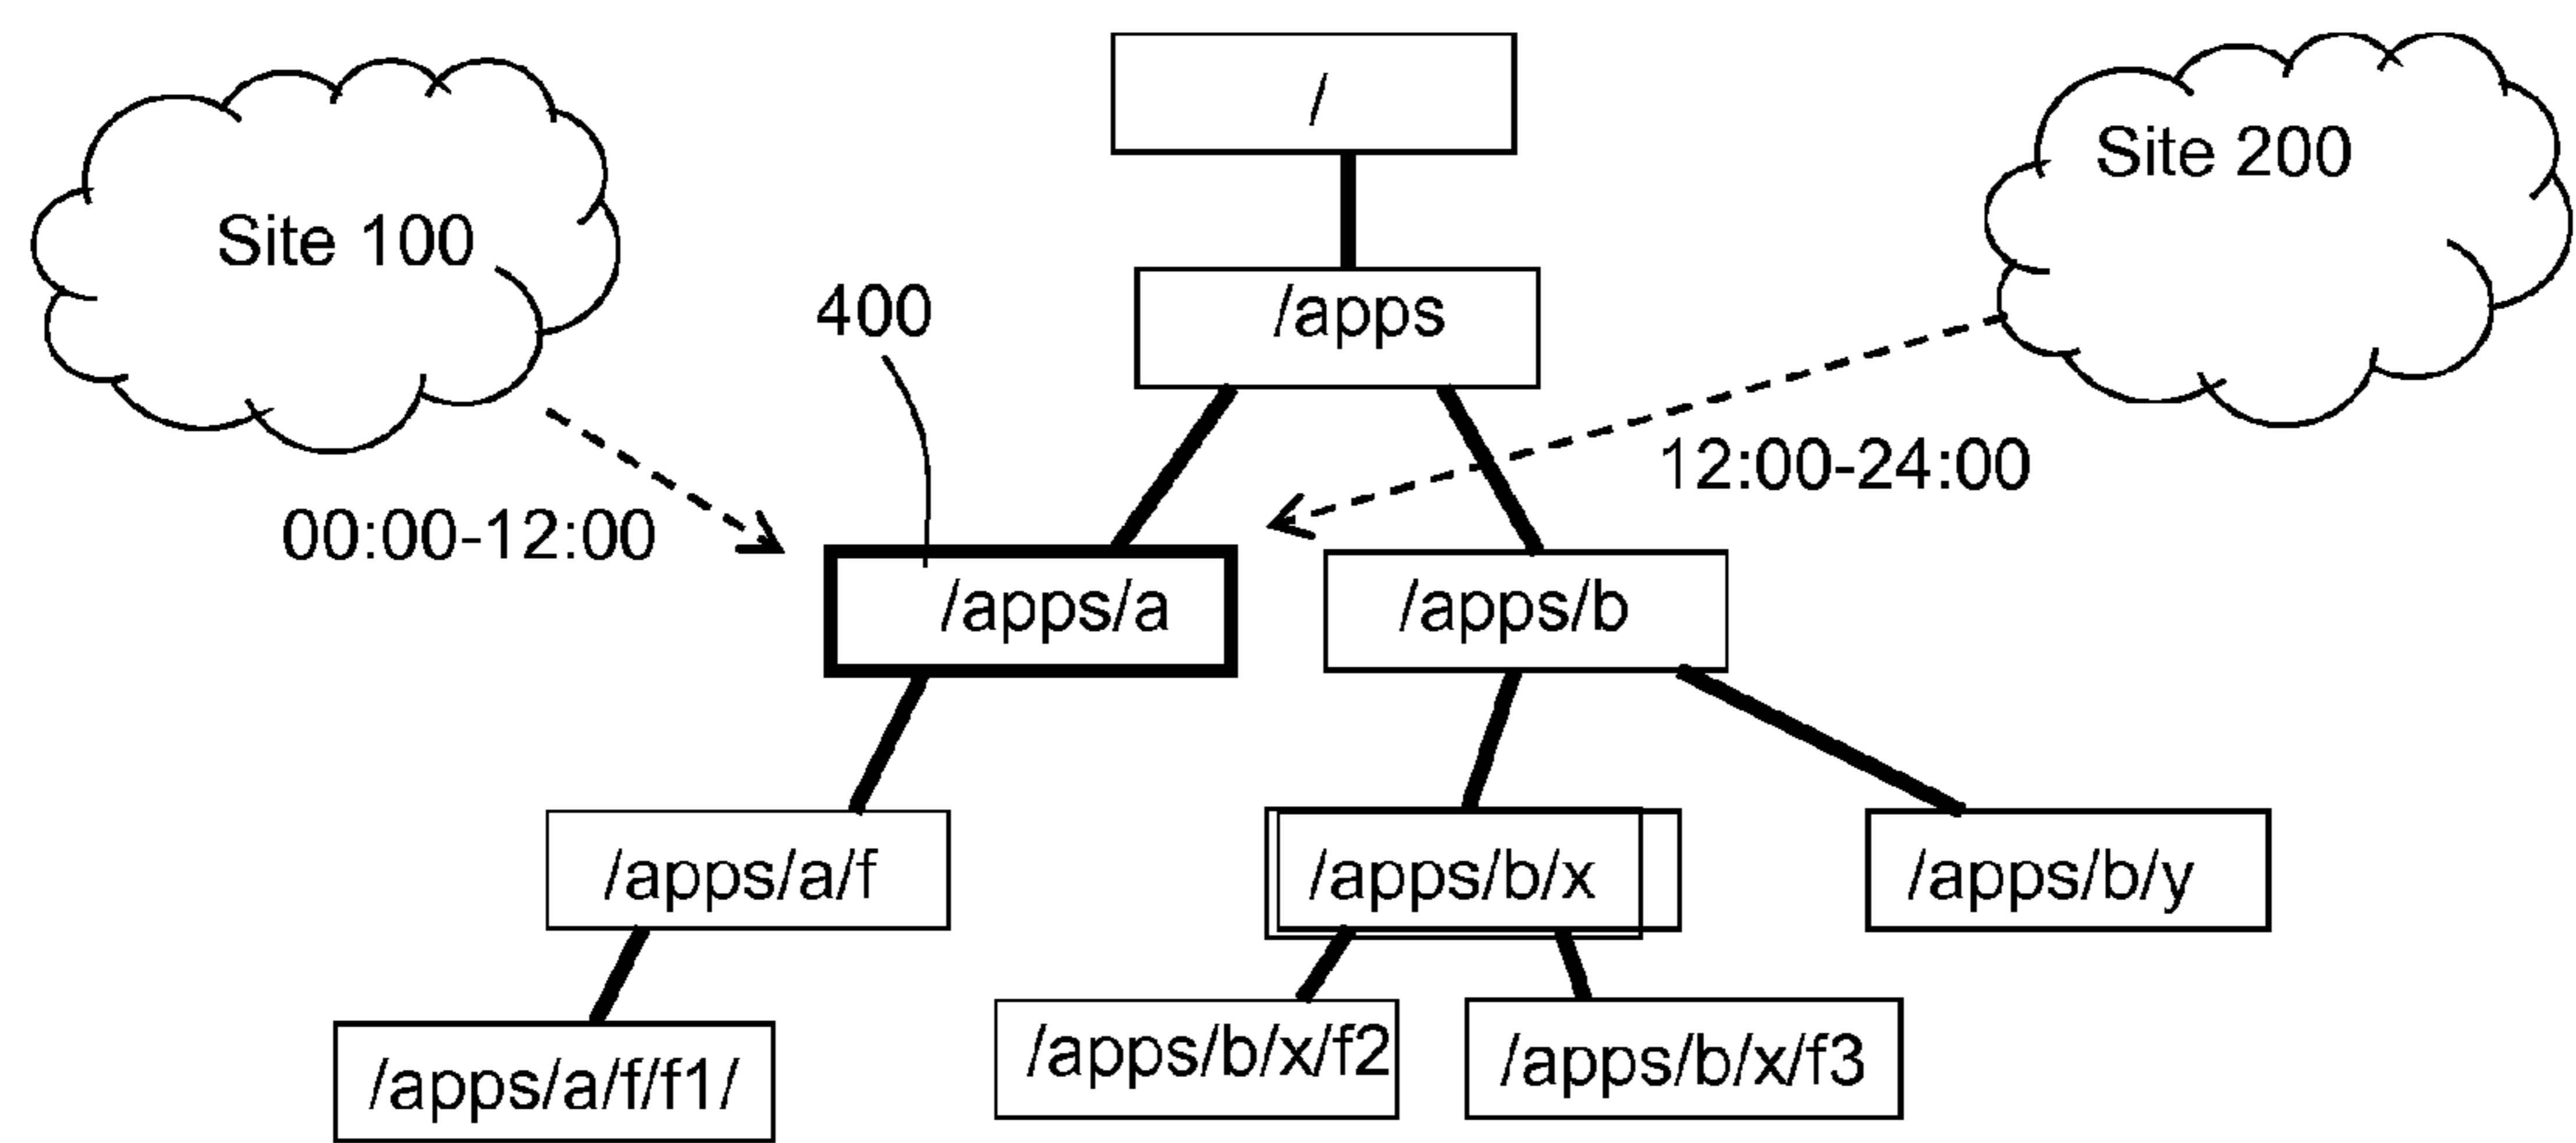 /
Site 200
Site 100
400
/apps
12:00-24:00
00:00-12:00
/apps/a
/apps/b
/apps/a/f
/apps/b/x
/apps/b/y
/apps/a/f/f1/
/apps/b/x/f2
/apps/b/x/f3